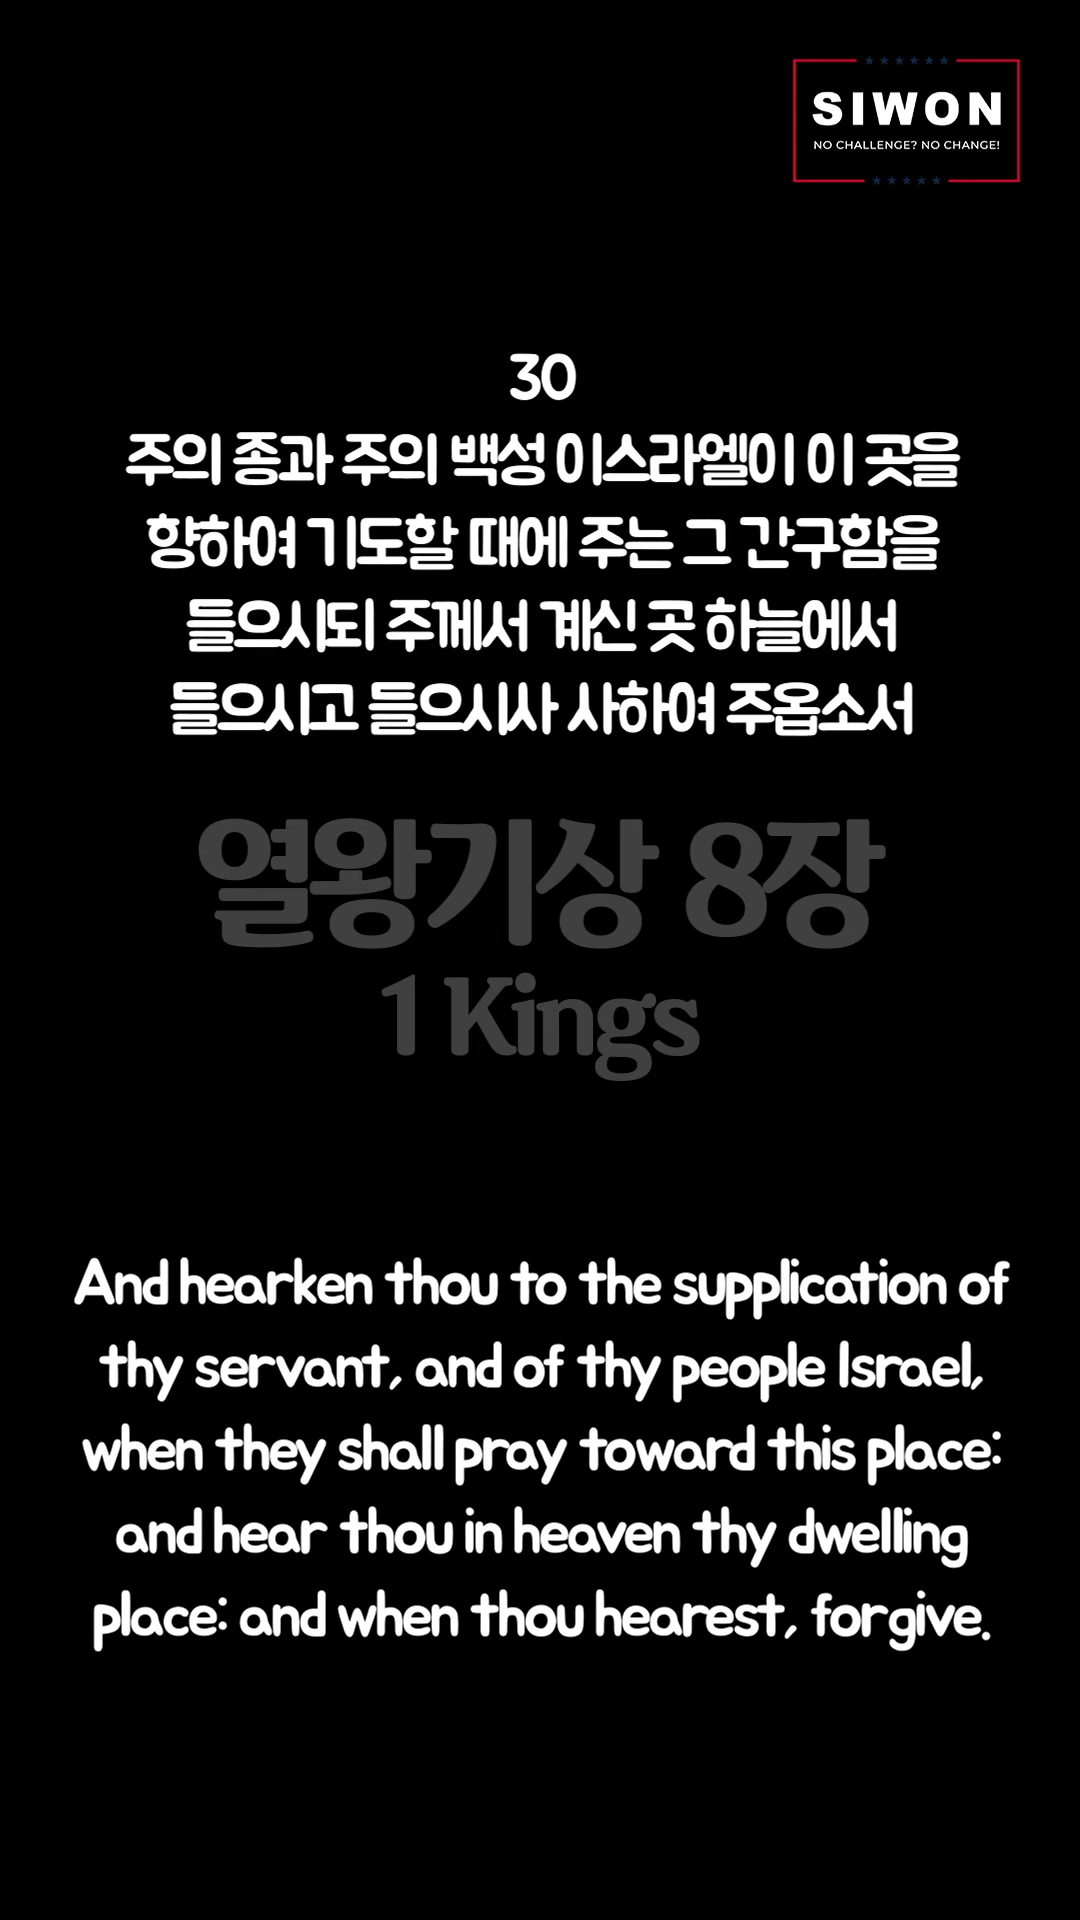 SIWON
NO CHALLENGE? NO CHANGE!
30
주의 종과 주의 백성 이스라엘이 이 곳을
향하여 기도할 때에 주는 그 간구함을
들으시되 주께서 계신 곳 하늘에서
들으시고 들으시사 사하여 주옵소서
열왕기상 8장
1 Kings
And hearken thou to the supplication of
thy servant, and of thy people Israel,
when they shall pray toward this place:
and hear thou in heaven thy dwelling
place: and when thou hearest, forgive.